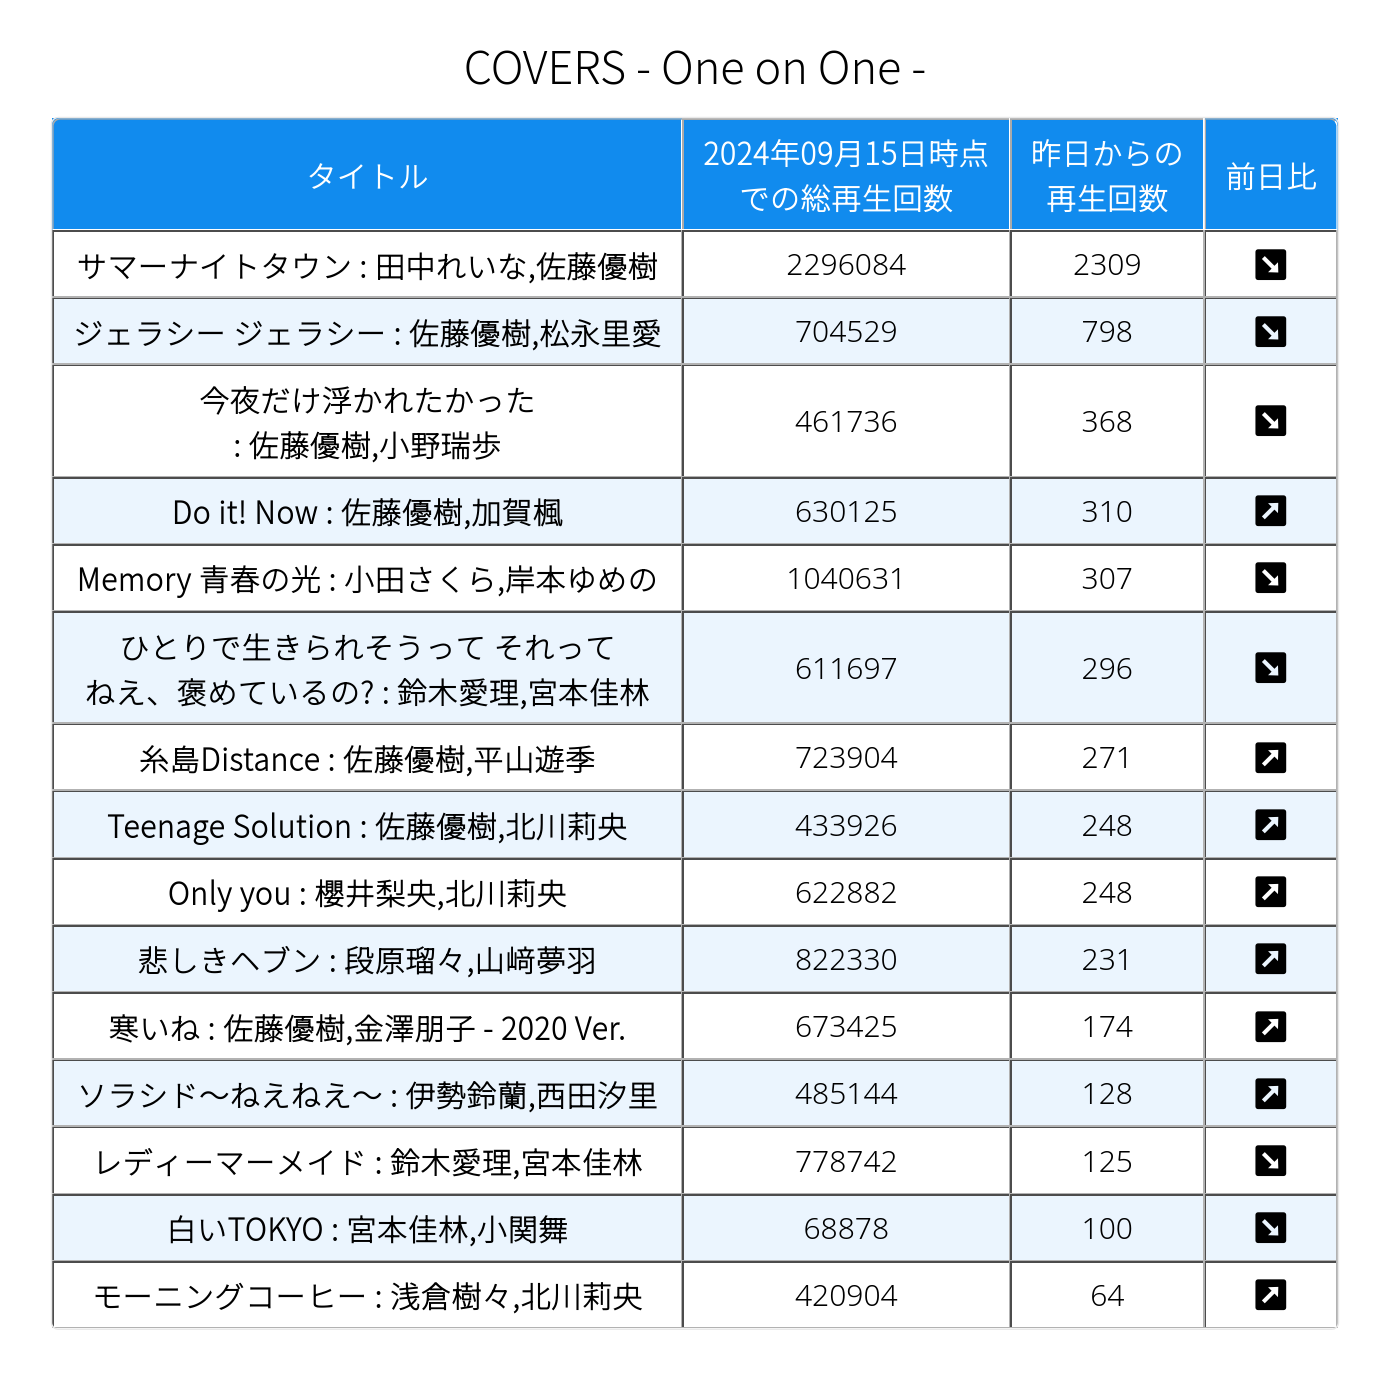 COVERS - One on One -
タイトル
2024年09月15日時点
での総再生回数
昨日からの
再生回数
前日比
サマーナイトタウン : 田中れいな,佐藤優樹
2296084
2309
ジェラシー ジェラシー : 佐藤優樹,松永里愛
704529
798
今夜だけ浮かれたかった
: 佐藤優樹,小野瑞歩
461736
368
Do it! Now : 佐藤優樹,加賀楓
630125
310
Memory 青春の光 : 小田さくら,岸本ゆめの
1040631
307
ひとりで生きられそうって それって
ねえ、褒めているの? : 鈴木愛理,宮本佳林
611697
296
糸島Distance : 佐藤優樹,平山遊季
723904
271
Teenage Solution : 佐藤優樹,北川莉央
433926
248
Only you : 櫻井梨央,北川莉央
622882
248
悲しきヘブン : 段原瑠々,山﨑夢羽
822330
231
寒いね : 佐藤優樹,金澤朋子 - 2020 Ver.
673425
174
ソラシド～ねえねえ～ : 伊勢鈴蘭,西田汐里
485144
128
レディーマーメイド : 鈴木愛理,宮本佳林
778742
125
白いTOKYO : 宮本佳林,小関舞
68878
100
モーニングコーヒー : 浅倉樹々,北川莉央
420904
64